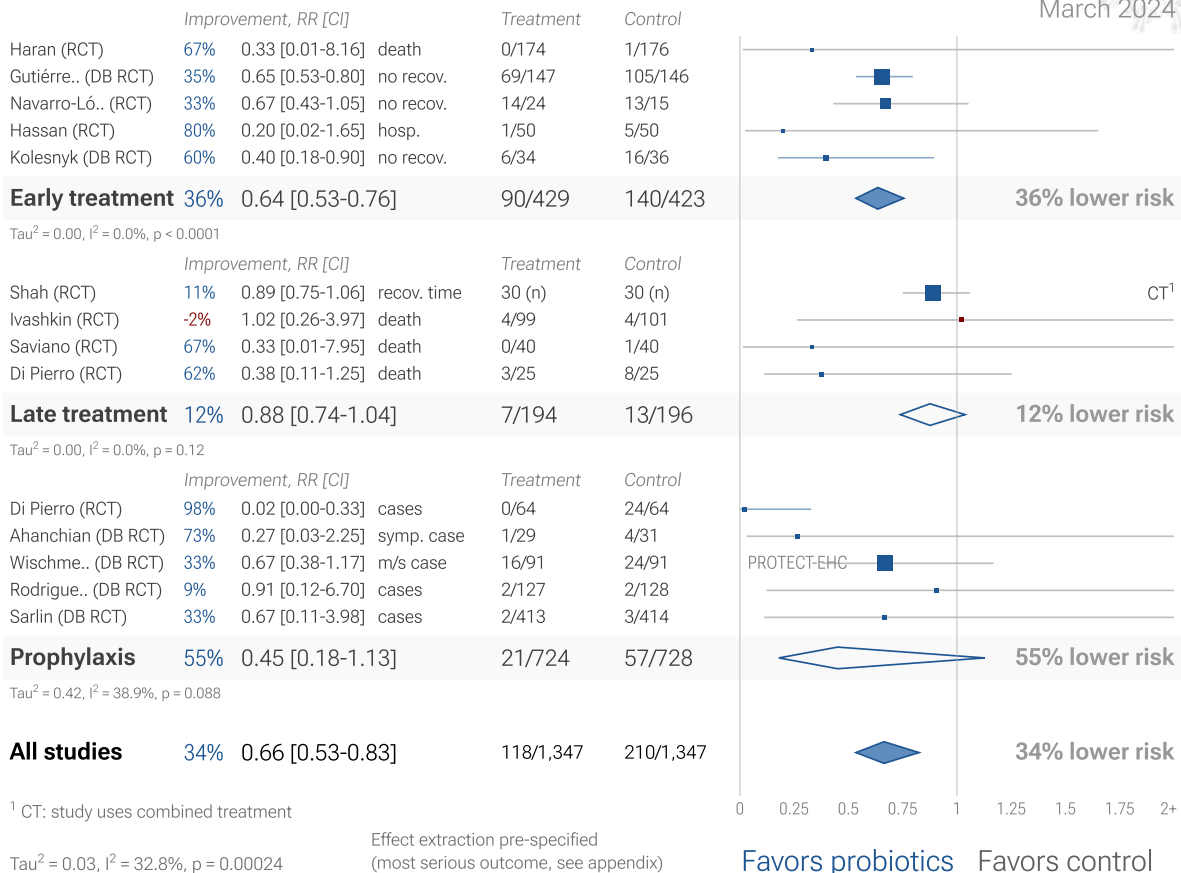 March 2024
Improvement, RR [CI] Treatment Control
Haran (RCT) 67% 0.33 [0.01-8.16] death 0/174 1/176
Gutiérre.. (DB RCT) 35% 0.65 [0.53-0.80] no recov. 69/147 105/146
Navarro-Ló.. (RCT) 33% 0.67 [0.43-1.05] no recov. 14/24 13/15
Hassan (RCT) 80% 0.20 [0.02-1.65] hosp. 1/50 5/50
Kolesnyk (DB RCT) 60% 0.40 [0.18-0.90] no recov. 6/34 16/36
Early treatment 36% 0.64 [0.53-0.76] 90/429 140/423 36% lower risk
Tau² = 0.00, I² = 0.0%, p < 0.0001
Improvement, RR [CI] Treatment Control
Shah (RCT) 11% 0.89 [0.75-1.06] recov. time 30 (n) 30 (n) CT¹
Ivashkin (RCT) -2% 1.02 [0.26-3.97] death 4/99 4/101
Saviano (RCT) 67% 0.33 [0.01-7.95] death 0/40 1/40
Di Pierro (RCT) 62% 0.38 [0.11-1.25] death 3/25 8/25
Late treatment 12% 0.88 [0.74-1.04] 7/194 13/196 12% lower risk
Tau² = 0.00, I² = 0.0%, p = 0.12
Improvement, RR [CI] Treatment Control
Di Pierro (RCT) 98% 0.02 [0.00-0.33] cases 0/64 24/64
Ahanchian (DB RCT) 73% 0.27 [0.03-2.25] symp. case 1/29 4/31
Wischme.. (DB RCT) 33% 0.67 [0.38-1.17] m/s case 16/91 24/91 PROTECT-EHC
Rodrigue.. (DB RCT) 9% 0.91 [0.12-6.70] cases 2/127 2/128
Sarlin (DB RCT) 33% 0.67 [0.11-3.98] cases 2/413 3/414
Prophylaxis 55% 0.45 [0.18-1.13] 21/724 57/728 55% lower risk
Tau² = 0.42, I² = 38.9%, p = 0.088
All studies 34% 0.66 [0.53-0.83] 118/1,347 210/1,347 34% lower risk
0 0.25 0.5 0.75 1 1.25 1.5 1.75 2+
¹ CT: study uses combined treatment
Effect extraction pre-specified
(most serious outcome, see appendix)
Tau² = 0.03, I² = 32.8%, p = 0.00024
Favors probiotics Favors control